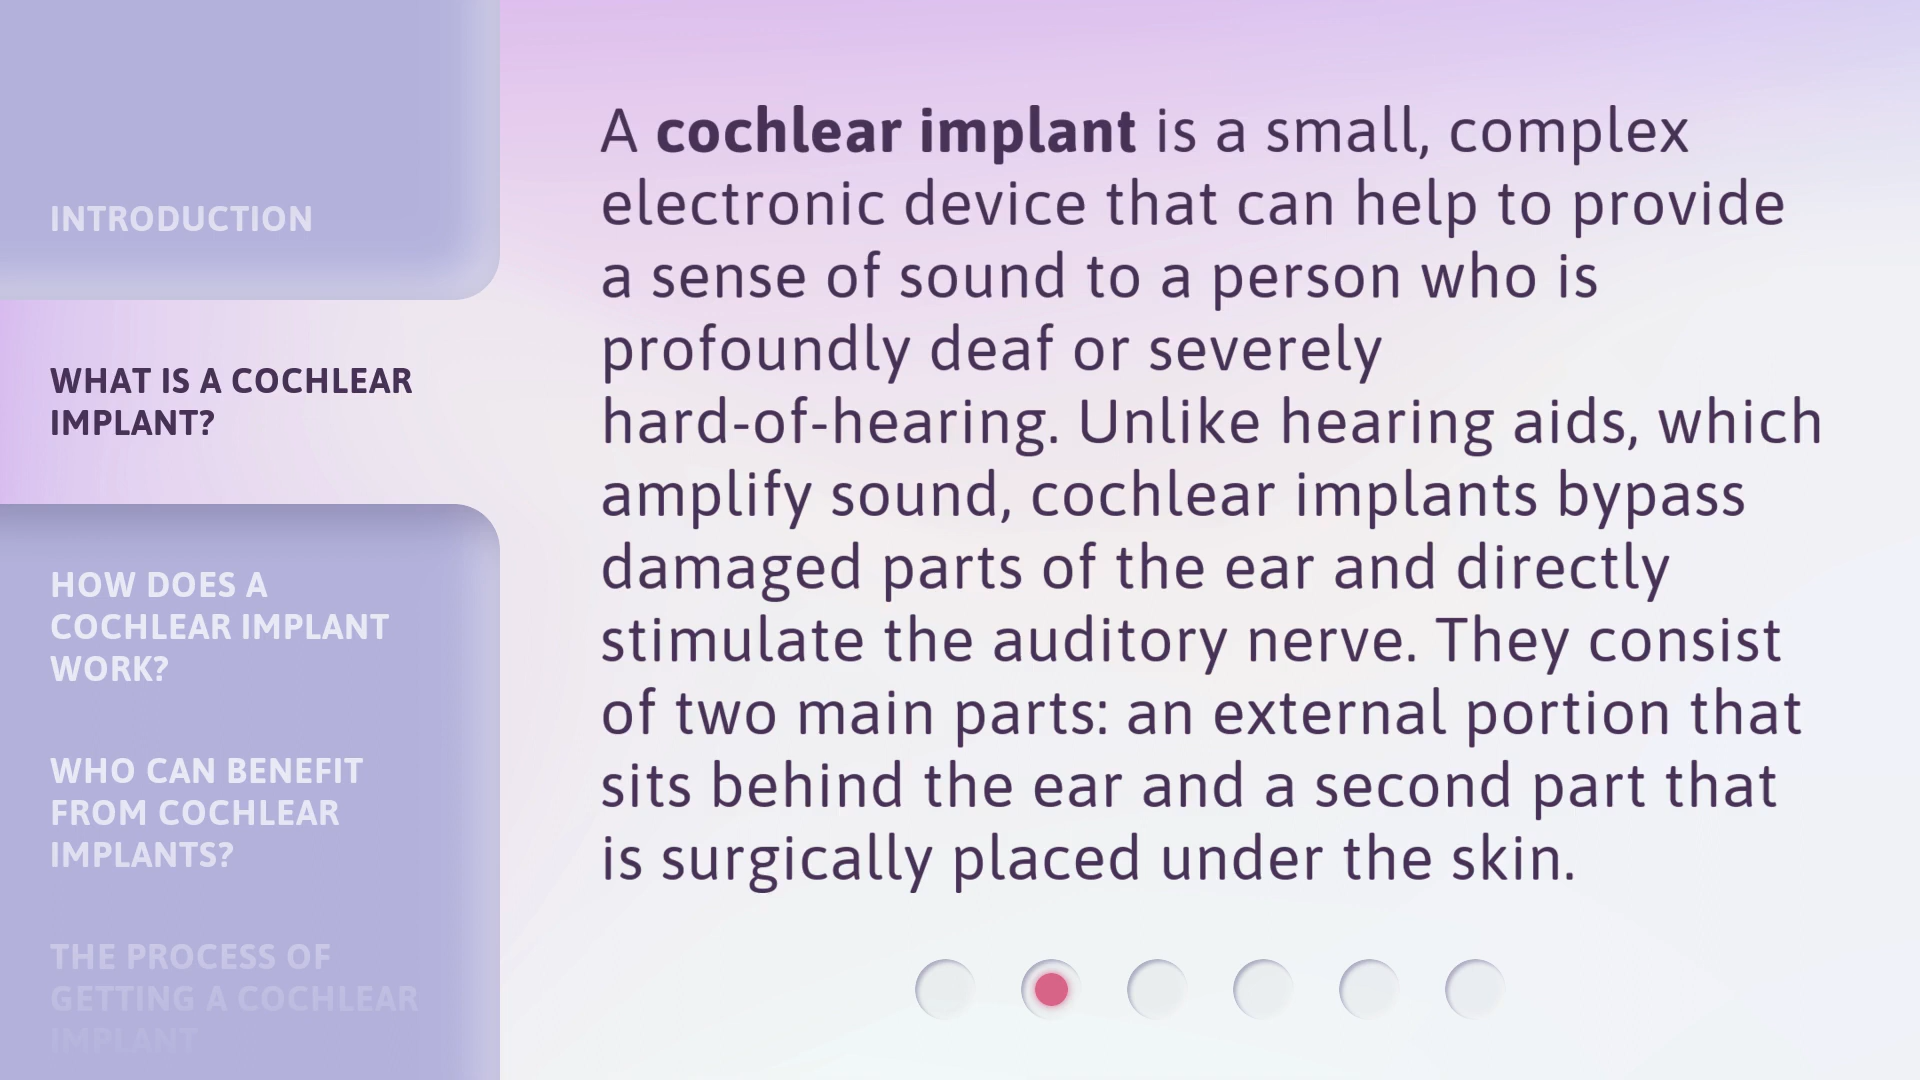 INTRODUCTION
WHAT IS A COCHLEAR
IMPLANT?
HOW DOES A
COCHLEAR IMPLANT
WORK?
WHO CAN BENEFIT
FROM COCHLEAR
IMPLANTS?
THE PROCESS OF
GETTING A COCHLEAR
IMPLANT
A cochlear implant is a small, complex
electronic device that can help to provide
a sense of sound to a person who is
profoundly deaf or severely
hard-of-hearing. Unlike hearing aids, which
amplify sound, cochlear implants bypass
damaged parts of the ear and directly
stimulate the auditory nerve. They consist
of two main parts: an external portion that
sits behind the ear and a second part that
is surgically placed under the skin.